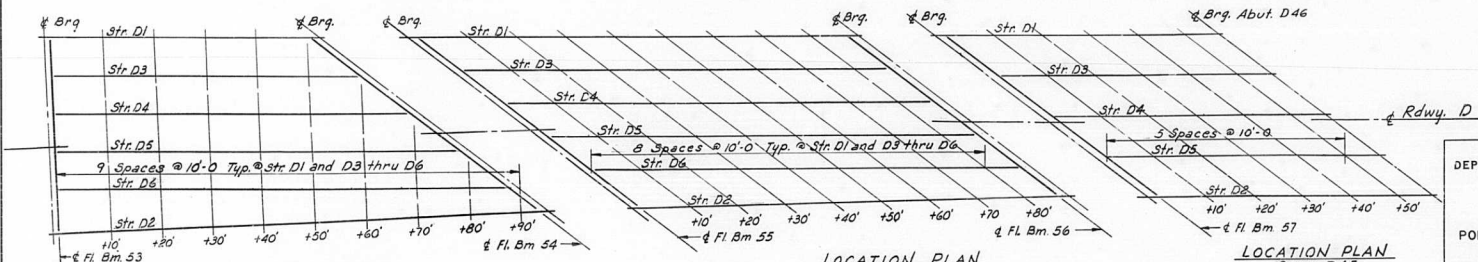 ℄ Brg
Str. D1
Str. D3
Str. D4
Str. D5
9 Spaces @ 10'-0 Typ. @ Str. D1 and D3 thru D6
Str. D6
Str. D2
+10'
+20'
+30'
+40'
+50'
+60'
+70'
+80'
+90'
℄ Fl. Bm. 53
℄ Fl. Bm 54
℄ Brg.
℄ Brg.
Str. D1
Str. D3
Str. D4
Str. D5
8 Spaces @ 10'-0 Typ. @ Str. D1 and D3 thru D6
Str. D6
Str. D2
+10'
+20'
+30'
+40'
+50'
+60'
+70
+80'
℄ Fl. Bm 55
℄ Fl. Bm 56
LOCATION PLAN
℄ Brg.
℄ Brg.
℄ Brg. Abut. D46
Str. D1
Str. D3
Str. D4
℄ Rdwy. D
5 Spaces @ 10'-0
Str. D5
Str. D2
+10'
+20'
+30'
+40'
+50'
℄ Fl. Bm. 57
LOCATION PLAN
DEP
POR